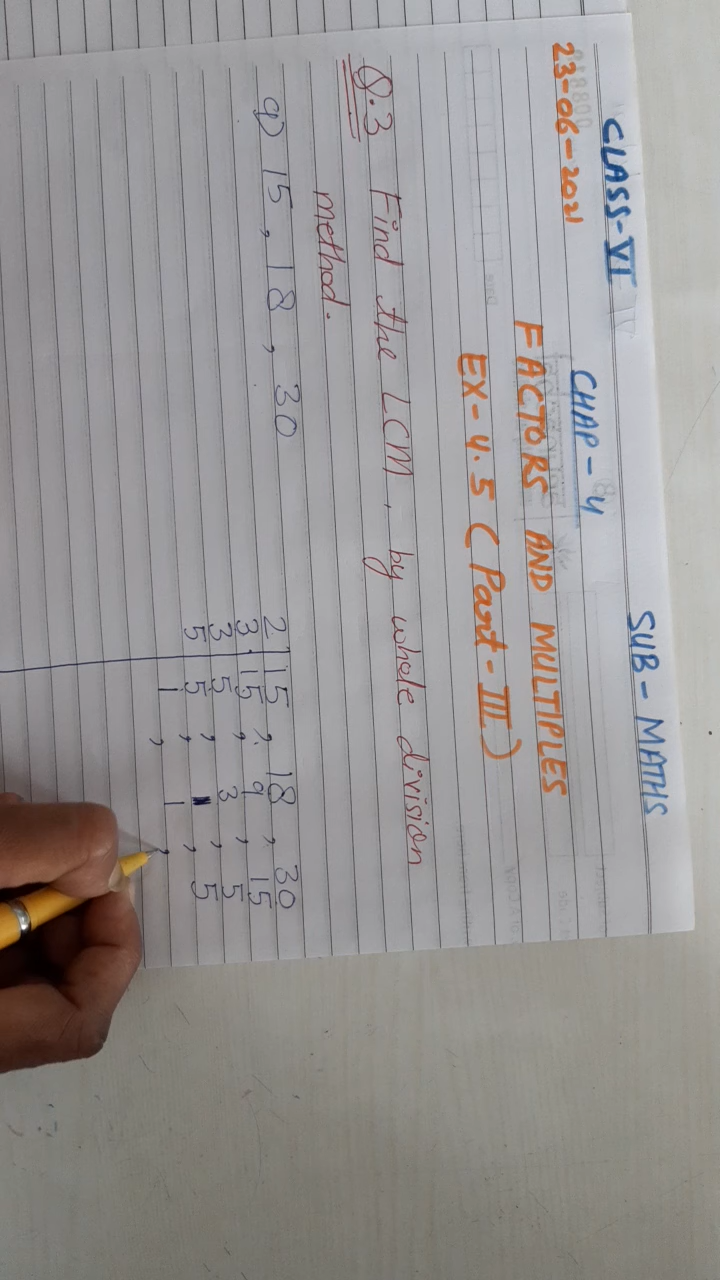 CLASS-VI SUB-MATHS
23-06-2021 CHAP-4
FACTORS AND MULTIPLES
EX-4.5 (Part-III)
Q.3 Find the LCM, by whole division
method.
a) 15, 18, 30
2 | 15, 18, 30
3 | 15, 9, 15
3 | 5, 3, 5
5 | 5, 1, 5
1, 1,